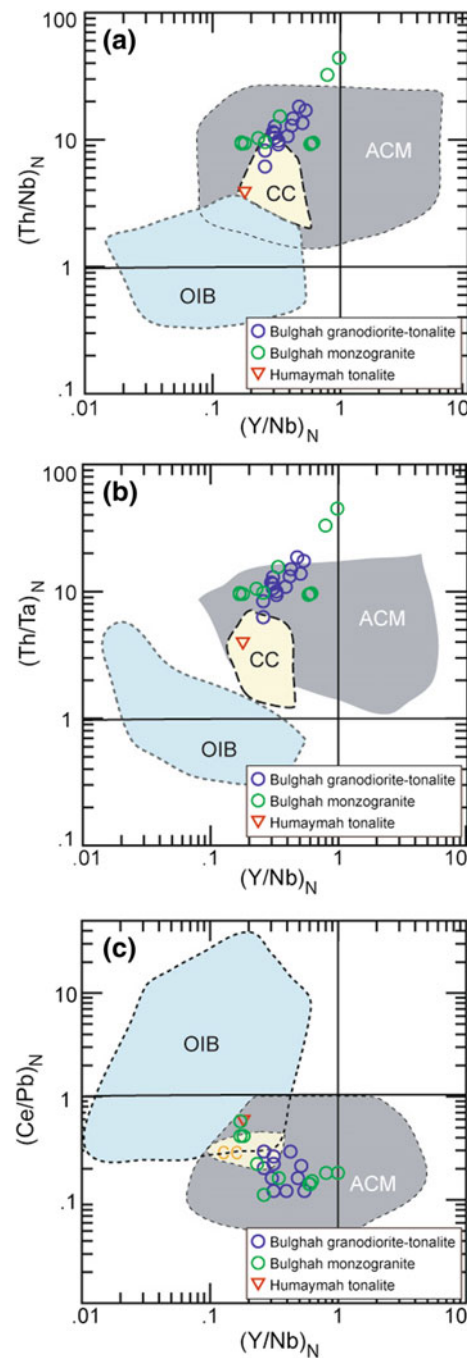 100
(a)
10
ACM
(Th/Nb)N
CC
1
OIB
Bulghah granodiorite-tonalite
Bulghah monzogranite
Humaymah tonalite
.1
.01
.1
1
10
(Y/Nb)N
100
(b)
10
ACM
(Th/Ta)N
CC
1
OIB
Bulghah granodiorite-tonalite
Bulghah monzogranite
Humaymah tonalite
.1
.01
.1
1
10
(Y/Nb)N
(c)
10
OIB
(Ce/Pb)N
1
CC
.1
ACM
Bulghah granodiorite-tonalite
Bulghah monzogranite
Humaymah tonalite
.01
.1
1
10
(Y/Nb)N